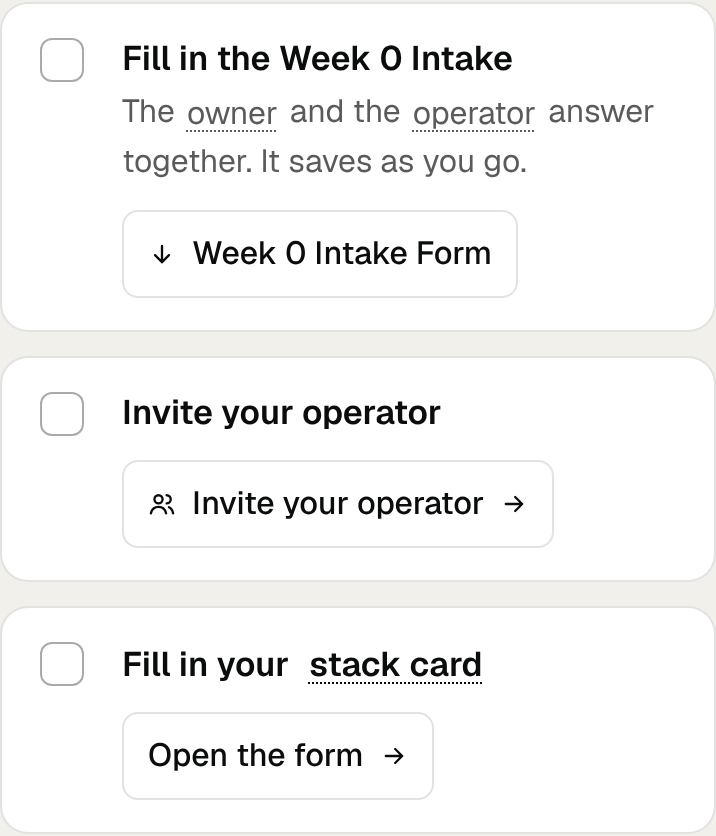 Fill in the Week 0 Intake
The owner and the operator answer
together. It saves as you go.
↓ Week 0 Intake Form
Invite your operator
Invite your operator →
Fill in your stack card
Open the form →